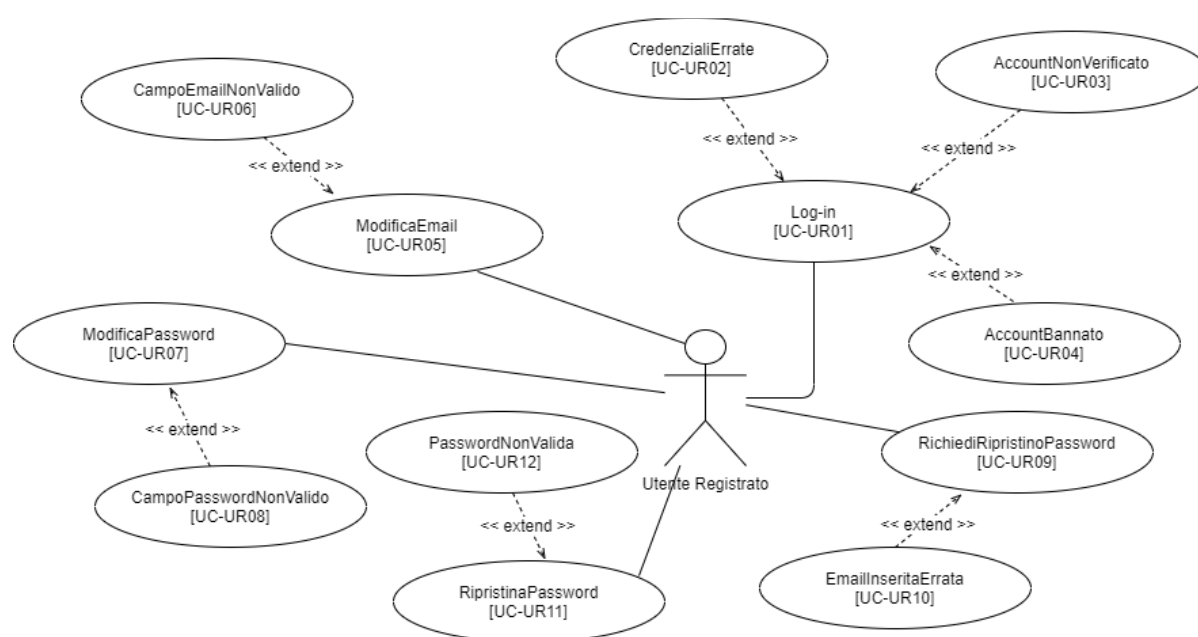 CredenzialiErrate
[UC-UR02]
AccountNonVerificato
[UC-UR03]
CampoEmailNonValido
[UC-UR06]
<< extend >>
<< extend >>
<< extend >>
Log-in
[UC-UR01]
ModificaEmail
[UC-UR05]
<< extend >>
ModificaPassword
[UC-UR07]
AccountBannato
[UC-UR04]
<< extend >>
PasswordNonValida
[UC-UR12]
RichiediRipristinoPassword
[UC-UR09]
Utente Registrato
CampoPasswordNonValido
[UC-UR08]
<< extend >>
<< extend >>
RipristinaPassword
[UC-UR11]
EmailInseritaErrata
[UC-UR10]